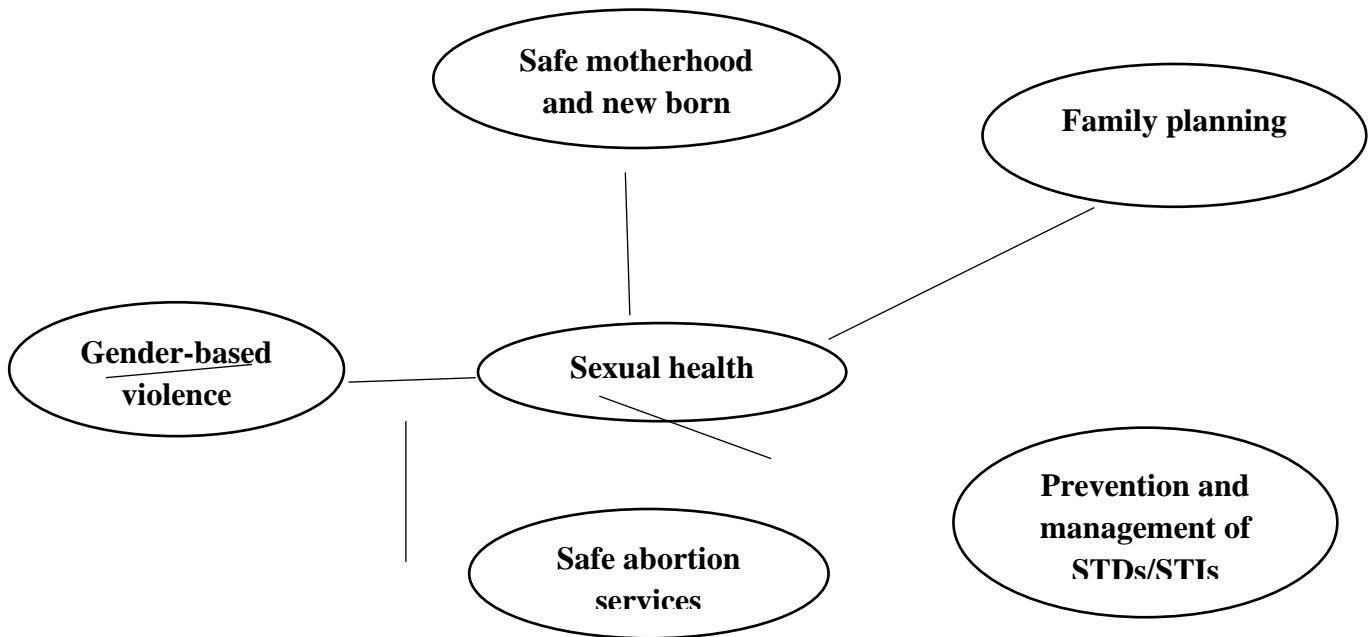 Safe motherhood
and new born
Family planning
Gender-based
violence
Sexual health
Prevention and
management of
STDs/STIs
Safe abortion
services